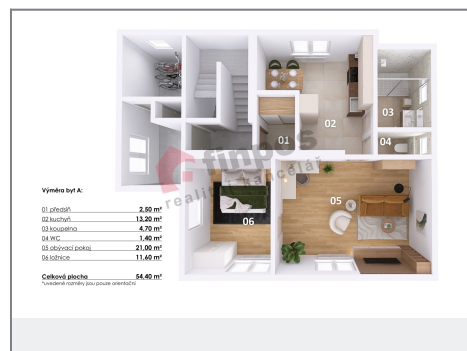 03
02
01
04
finpos
realitní kancelář
05
06
Výměra byt A:
01 předsíň 2,50 m²
02 kuchyň 13,20 m²
03 koupelna 4,70 m²
04 WC 1,40 m²
05 obývací pokoj 21,00 m²
06 ložnice 11,60 m²
Celková plocha 54,40 m²
*uvedené rozměry jsou pouze orientační